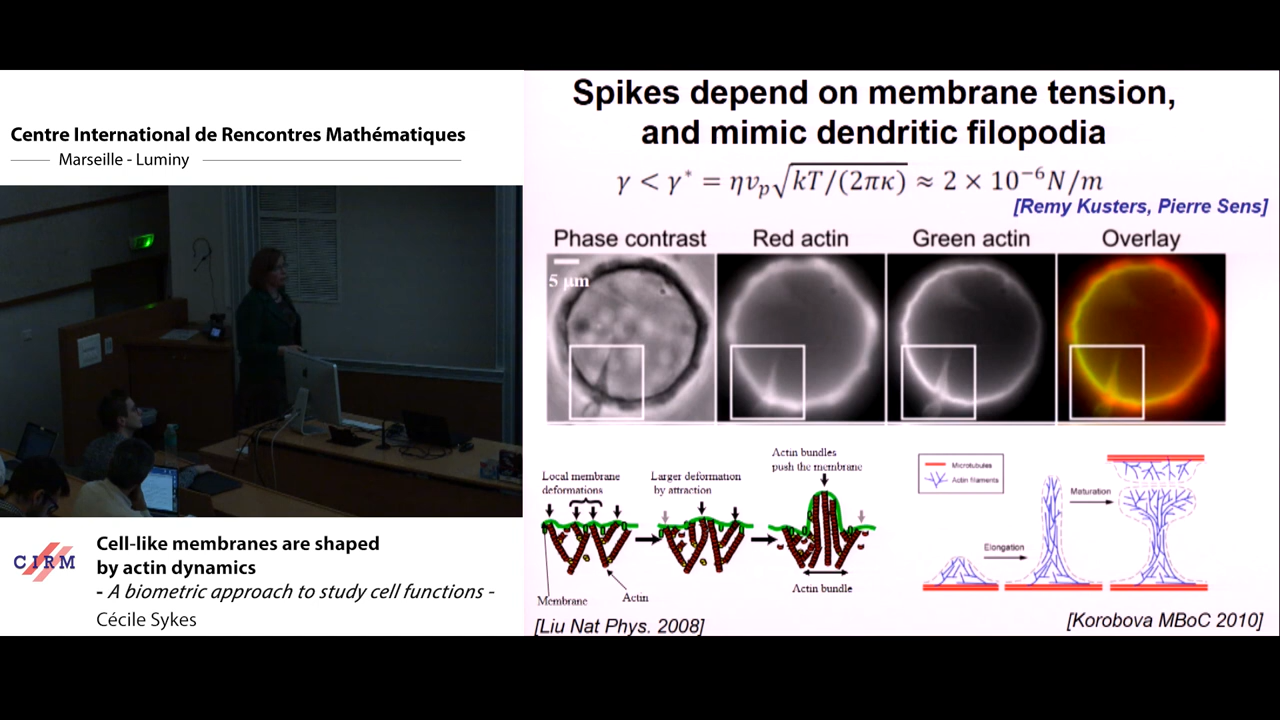 Centre International de Rencontres Mathématiques
Marseille - Luminy
CIRM
Cell-like membranes are shaped
by actin dynamics
- A biometric approach to study cell functions -
Cécile Sykes
Spikes depend on membrane tension,
and mimic dendritic filopodia
γ < γ* = ηv_p√(kT/(2πκ)) ≈ 2 × 10⁻⁶ N/m
[Remy Kusters, Pierre Sens]
Phase contrast Red actin Green actin Overlay
5 μm
Local membrane
deformations
Larger deformation
by attraction
Actin bundles
push the membrane
Membrane
Actin
Actin bundle
[Liu Nat Phys. 2008]
Microtubules
Actin filaments
Elongation
Maturation
[Korobova MBoC 2010]